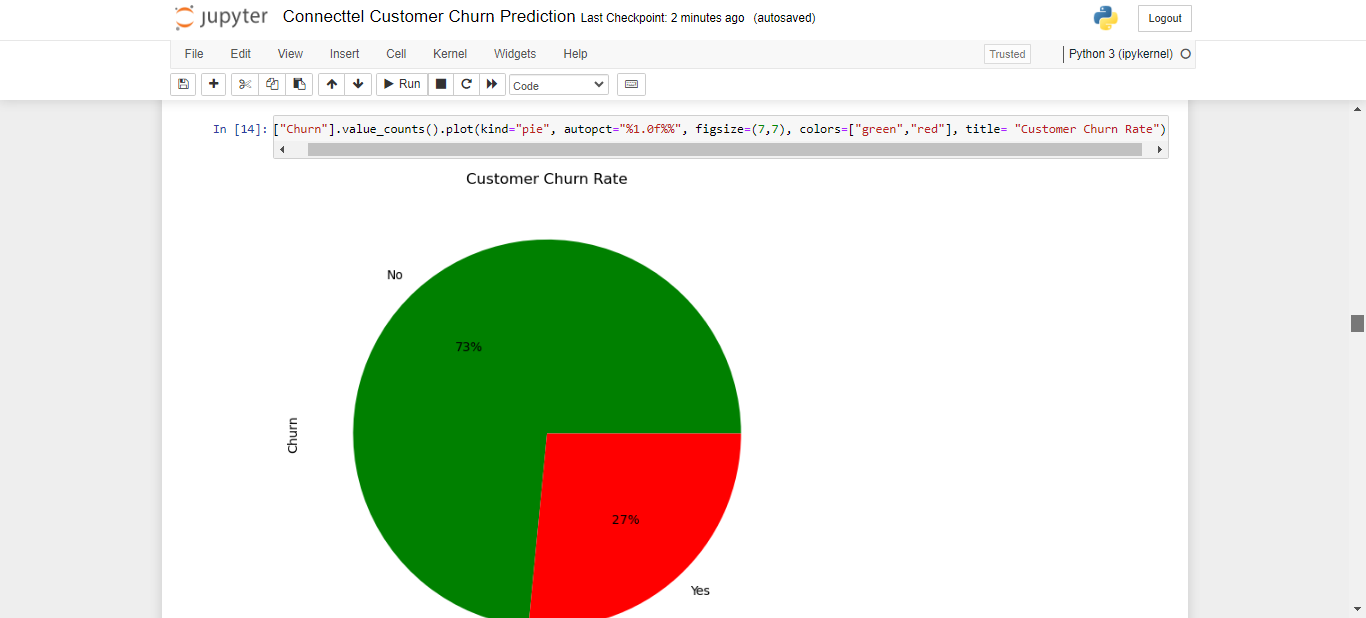 jupyter Connecttel Customer Churn Prediction Last Checkpoint: 2 minutes ago (autosaved) Logout
File Edit View Insert Cell Kernel Widgets Help Trusted Python 3 (ipykernel)
Run Code
In [14]: ["Churn"].value_counts().plot(kind="pie", autopct="%1.0f%%", figsize=(7,7), colors=["green","red"], title= "Customer Churn Rate")
Customer Churn Rate
No
73%
Churn
27%
Yes